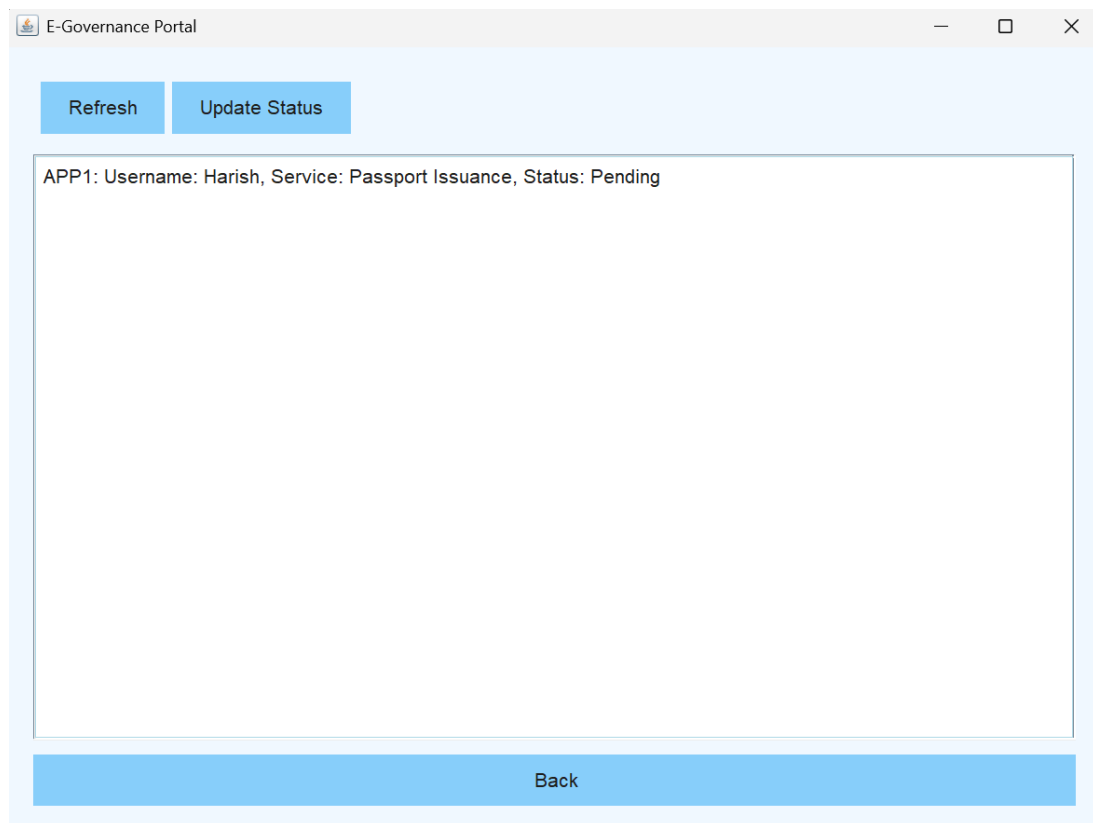 E-Governance Portal
Refresh
Update Status
APP1: Username: Harish, Service: Passport Issuance, Status: Pending
Back